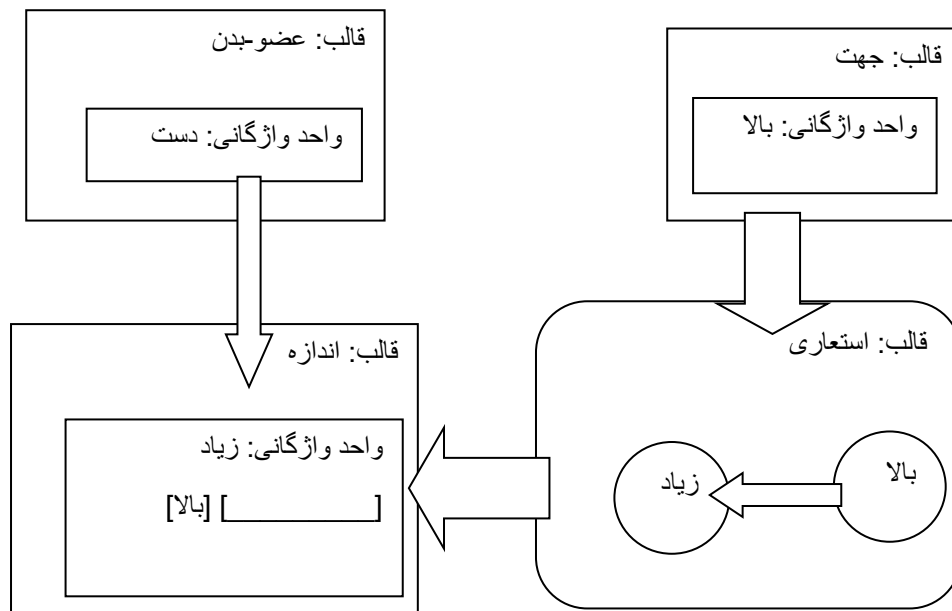 قالب: عضو-بدن
واحد واژگانی: دست
قالب: جهت
واحد واژگانی: بالا
قالب: استعاری
بالا
زیاد
قالب: اندازه
واحد واژگانی: زیاد
[__________] [بالا]